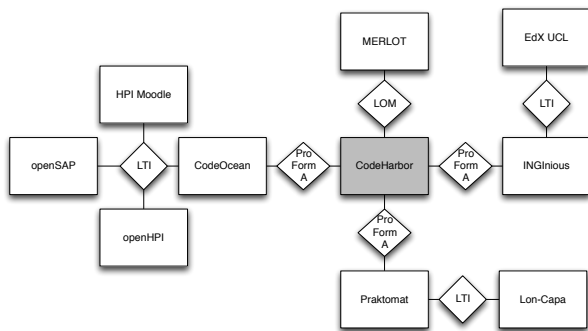 MERLOT
EdX UCL
HPI Moodle
LOM
LTI
openSAP
LTI
CodeOcean
Pro
Form
A
CodeHarbor
Pro
Form
A
INGInious
openHPI
Pro
Form
A
Praktomat
LTI
Lon-Capa